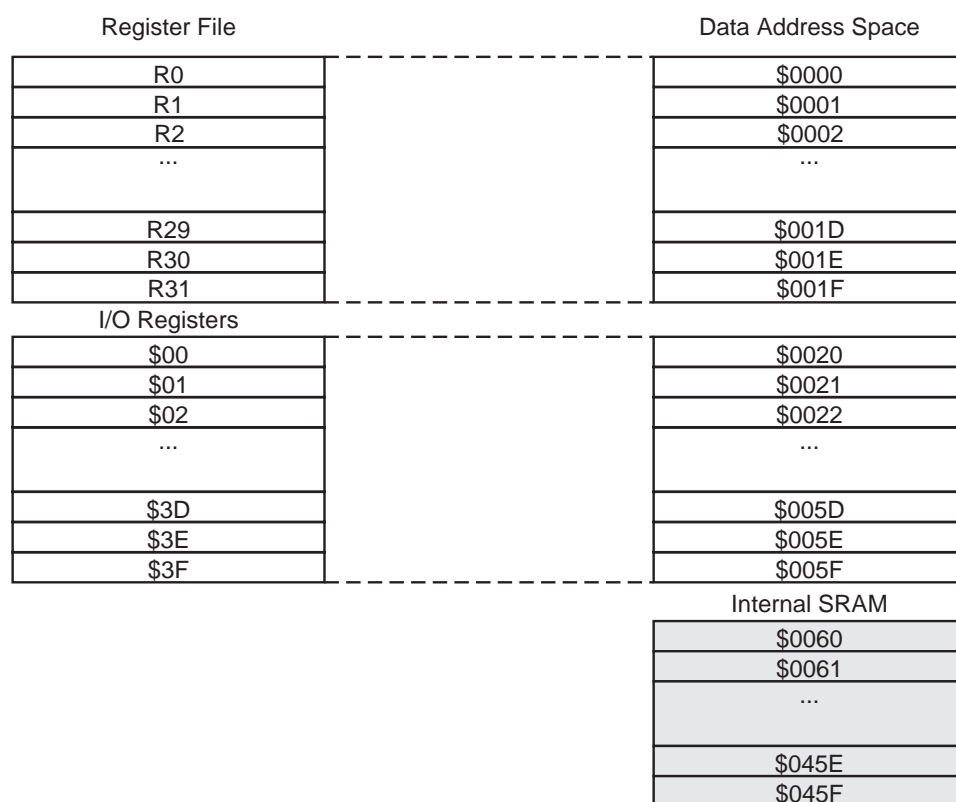 Register File Data Address Space
R0 $0000
R1 $0001
R2 $0002
... ...
R29 $001D
R30 $001E
R31 $001F
I/O Registers
$00 $0020
$01 $0021
$02 $0022
... ...
$3D $005D
$3E $005E
$3F $005F
Internal SRAM
$0060
$0061
...
$045E
$045F